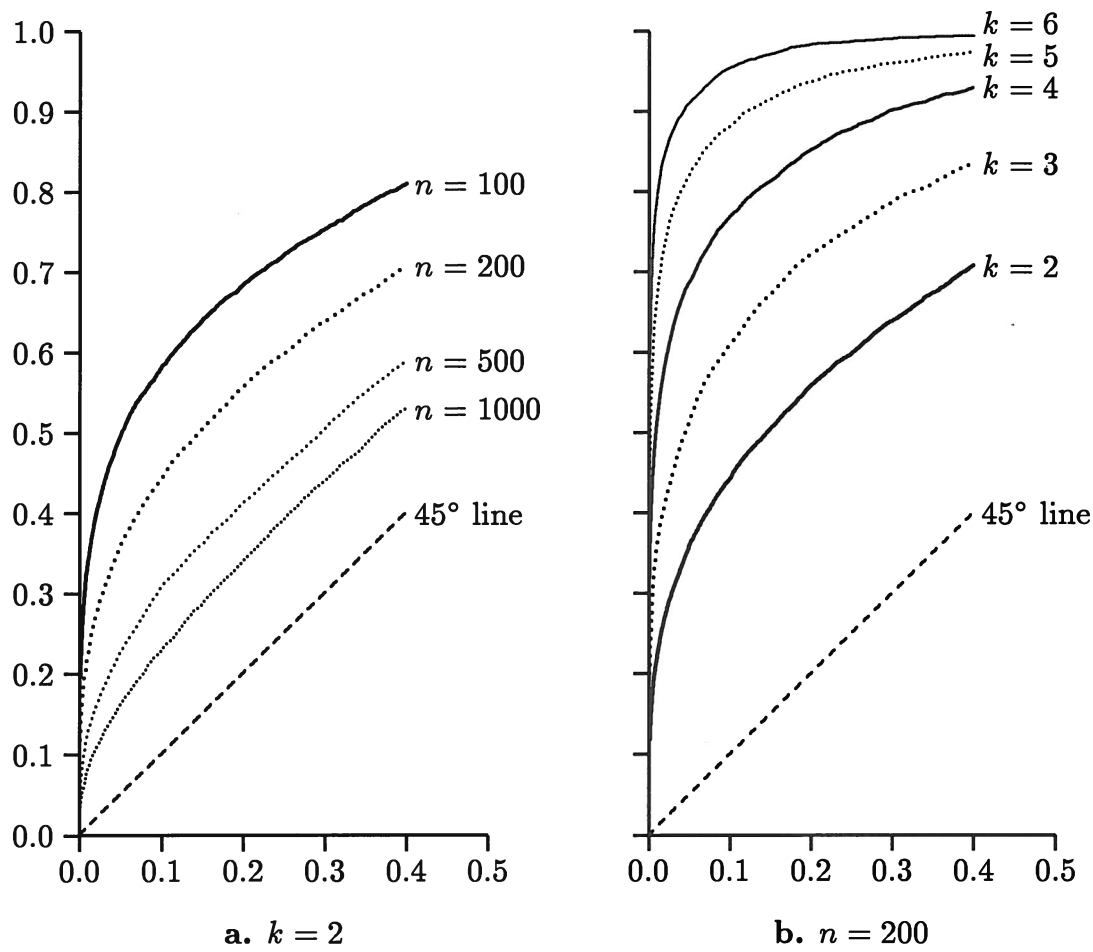 1.0
0.9
0.8
0.7
0.6
0.5
0.4
0.3
0.2
0.1
0.0
0.0 0.1 0.2 0.3 0.4 0.5
n = 100
n = 200
n = 500
n = 1000
45° line
a. k = 2
k = 6
k = 5
k = 4
k = 3
k = 2
45° line
0.0 0.1 0.2 0.3 0.4 0.5
b. n = 200